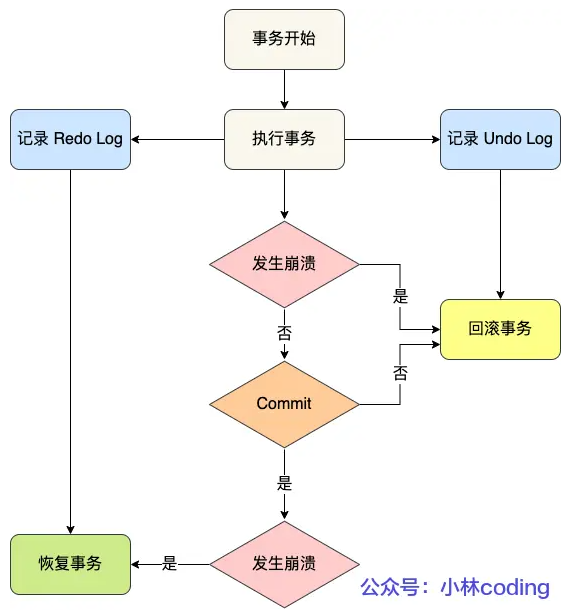 事务开始
记录 Redo Log
执行事务
记录 Undo Log
发生崩溃
是
回滚事务
否
否
Commit
是
恢复事务
是
发生崩溃
公众号：小林coding